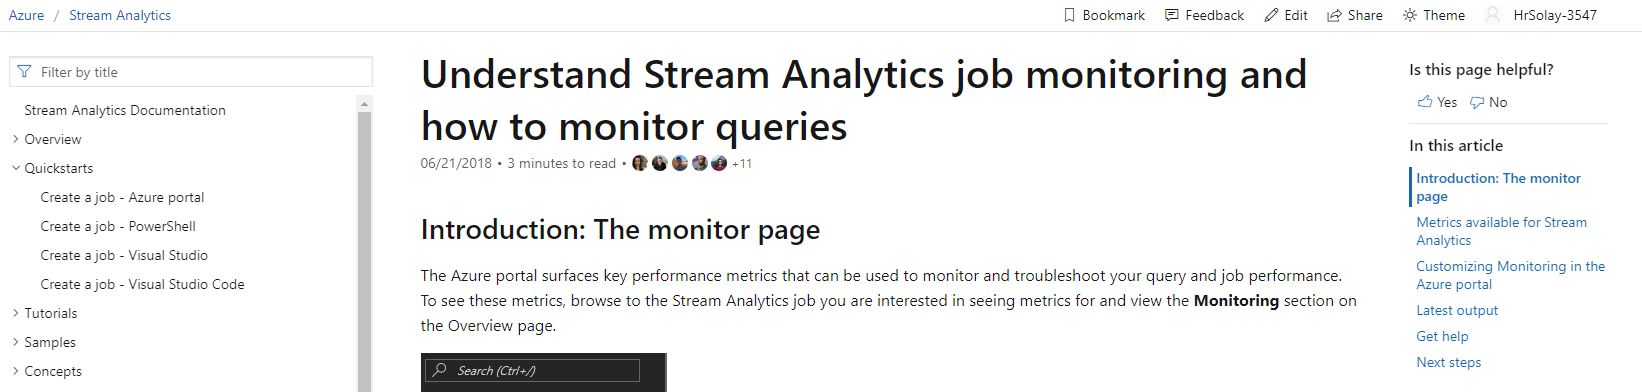 Azure / Stream Analytics
Bookmark Feedback Edit Share Theme HrSolay-3547
Filter by title
Stream Analytics Documentation
Overview
Quickstarts
Create a job - Azure portal
Create a job - PowerShell
Create a job - Visual Studio
Create a job - Visual Studio Code
Tutorials
Samples
Concepts
Understand Stream Analytics job monitoring and
how to monitor queries
06/21/2018 • 3 minutes to read • +11
Introduction: The monitor page
The Azure portal surfaces key performance metrics that can be used to monitor and troubleshoot your query and job performance.
To see these metrics, browse to the Stream Analytics job you are interested in seeing metrics for and view the Monitoring section on
the Overview page.
Search (Ctrl+/)
Is this page helpful?
Yes No
In this article
Introduction: The monitor
page
Metrics available for Stream
Analytics
Customizing Monitoring in the
Azure portal
Latest output
Get help
Next steps